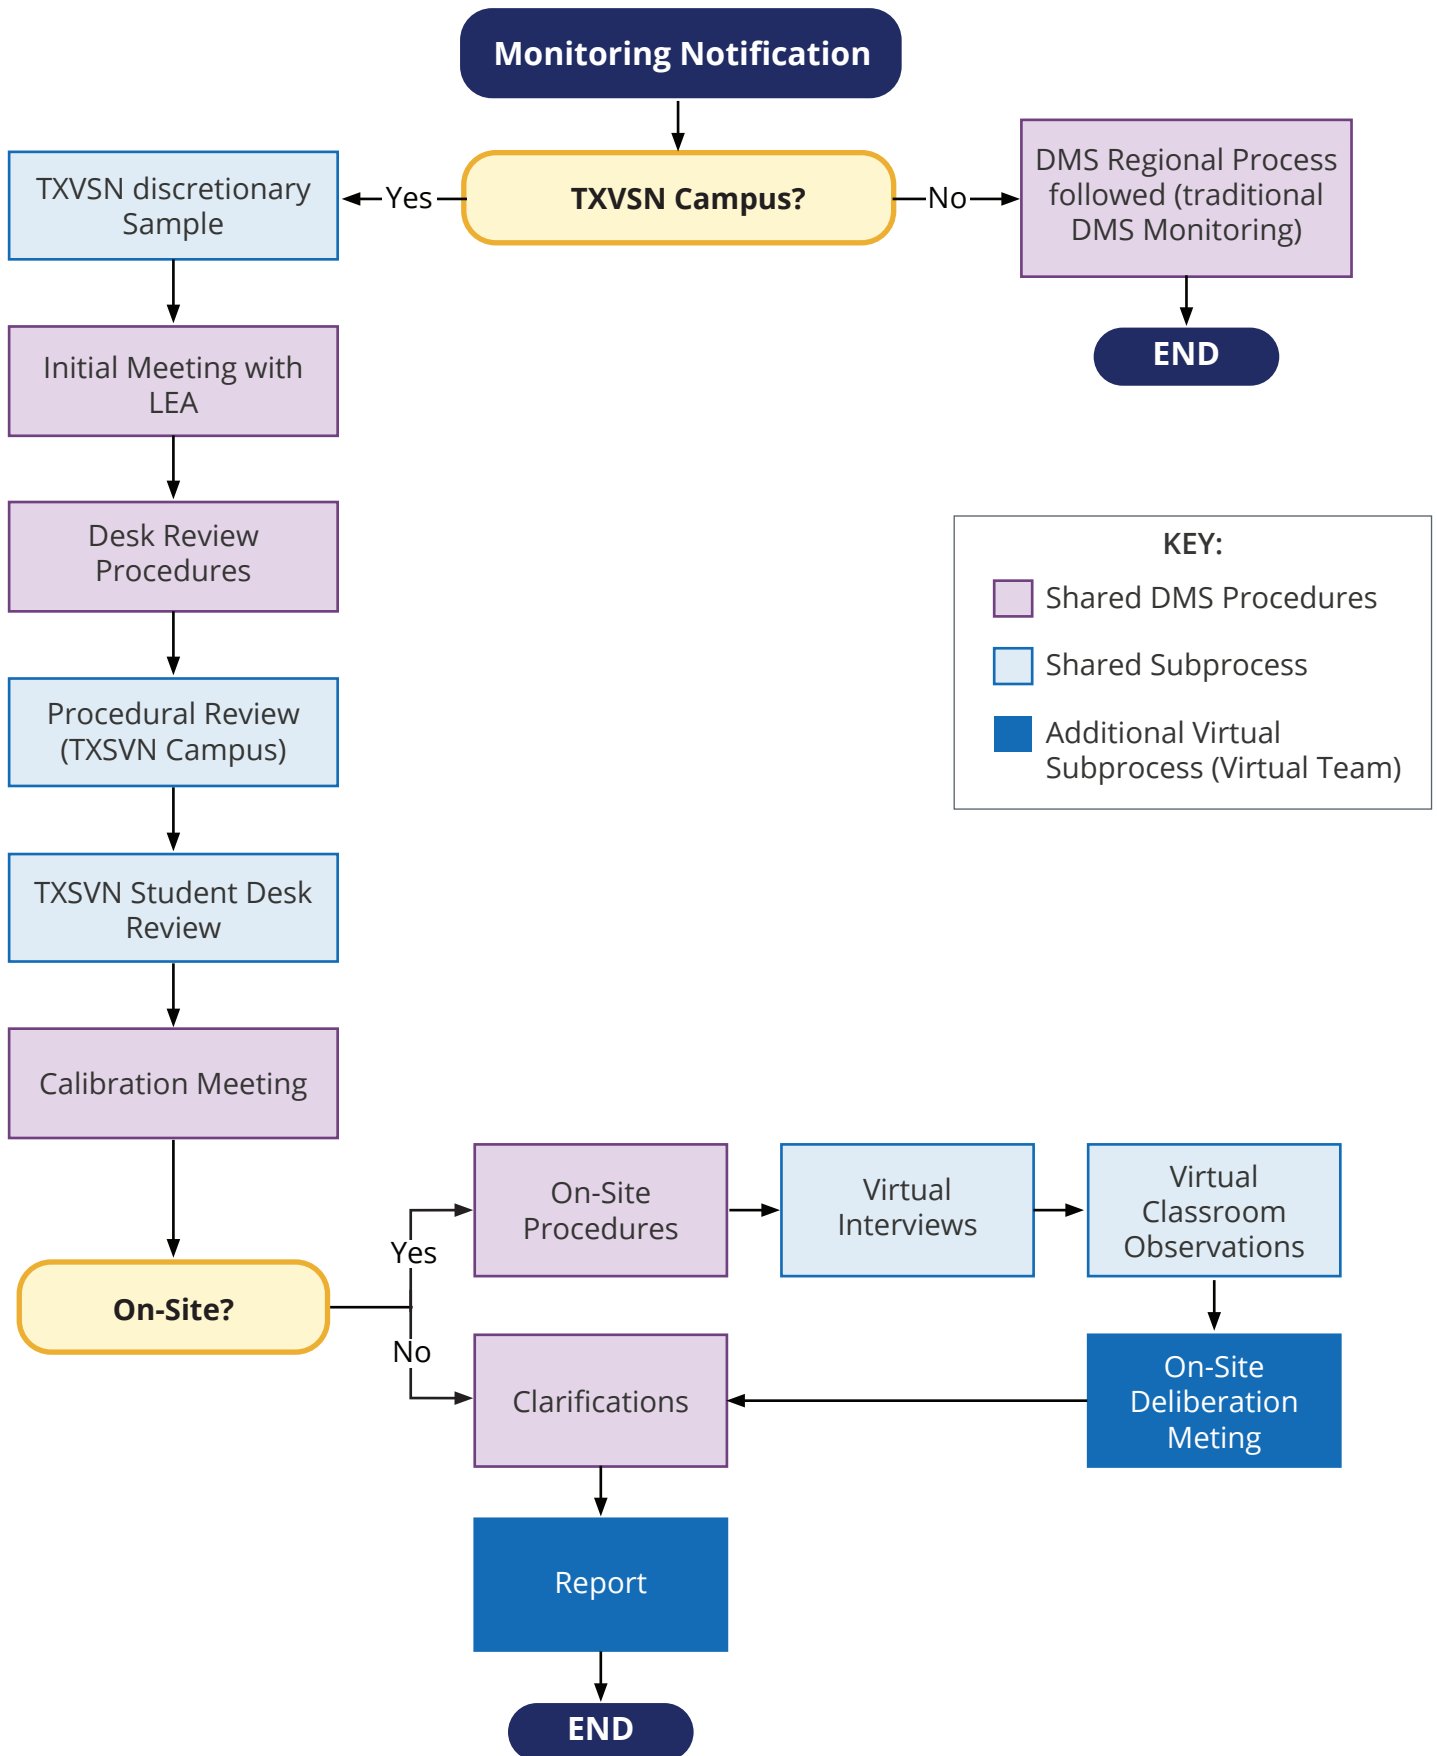 Monitoring Notification
TXVSN Campus?
Yes
No
TXVSN discretionary
Sample
DMS Regional Process
followed (traditional
DMS Monitoring)
END
Initial Meeting with
LEA
Desk Review
Procedures
KEY:
Shared DMS Procedures
Shared Subprocess
Additional Virtual
Subprocess (Virtual Team)
Procedural Review
(TXSVN Campus)
TXSVN Student Desk
Review
Calibration Meeting
On-Site?
Yes
No
On-Site
Procedures
Virtual
Interviews
Virtual
Classroom
Observations
On-Site
Deliberation
Meting
Clarifications
Report
END